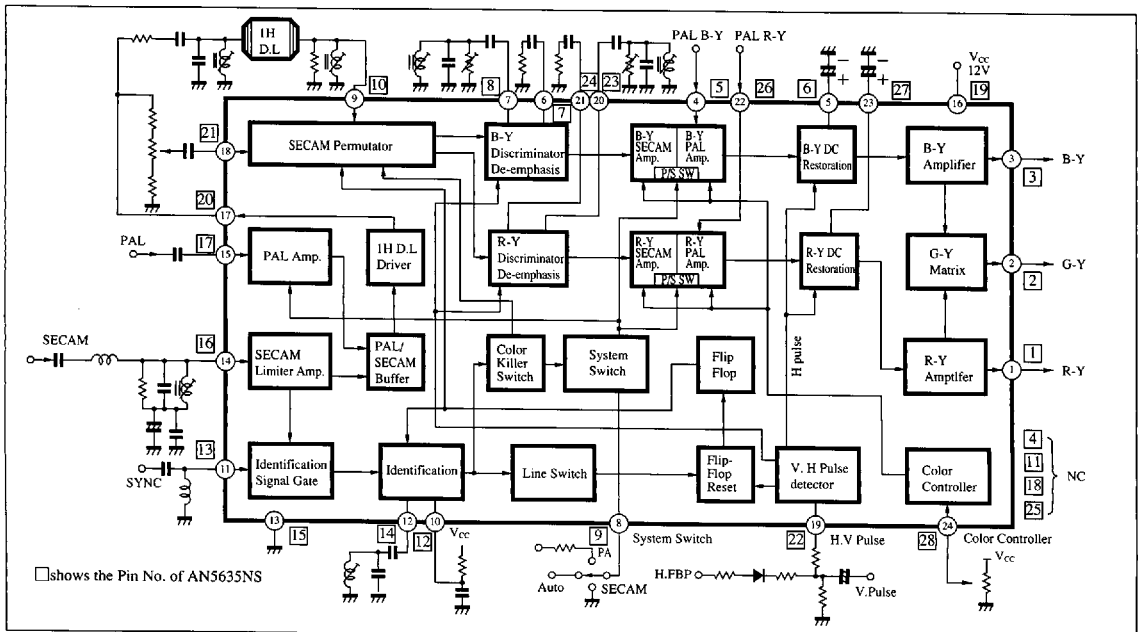 1H
D.L
PAL B-Y
PAL R-Y
−
+
−
+
VCC
12V
10
8
24
23
5
26
6
27
19
9
7
6
21
20
4
22
5
23
16
7
21
18
SECAM Permutator
B-Y
Discriminator
De-emphasis
B-Y
SECAM
Amp.
B-Y
PAL
Amp.
P/S SW
B-Y DC
Restoration
B-Y
Amplifier
3
B-Y
3
20
17
PAL
17
15
PAL Amp.
1H D.L
Driver
R-Y
Discriminator
De-emphasis
R-Y
SECAM
Amp.
R-Y
PAL
Amp.
P/S SW
R-Y DC
Restoration
G-Y
Matrix
2
G-Y
2
SECAM
16
14
SECAM
Limiter Amp.
PAL/
SECAM
Buffer
Color
Killer
Switch
System
Switch
Flip
Flop
H pulse
R-Y
Amptlfer
1
1
R-Y
13
SYNC
11
Identification
Signal Gate
Identification
Line Switch
Flip-
Flop
Reset
V. H Pulse
detector
Color
Controller
4
11
18
25
NC
13
15
12
14
10
12
VCC
8
9
System Switch
19
22
H.V Pulse
24
28
Color Controller
VCC
PA
Auto
SECAM
H.FBP
V.Pulse
□shows the Pin No. of AN5635NS